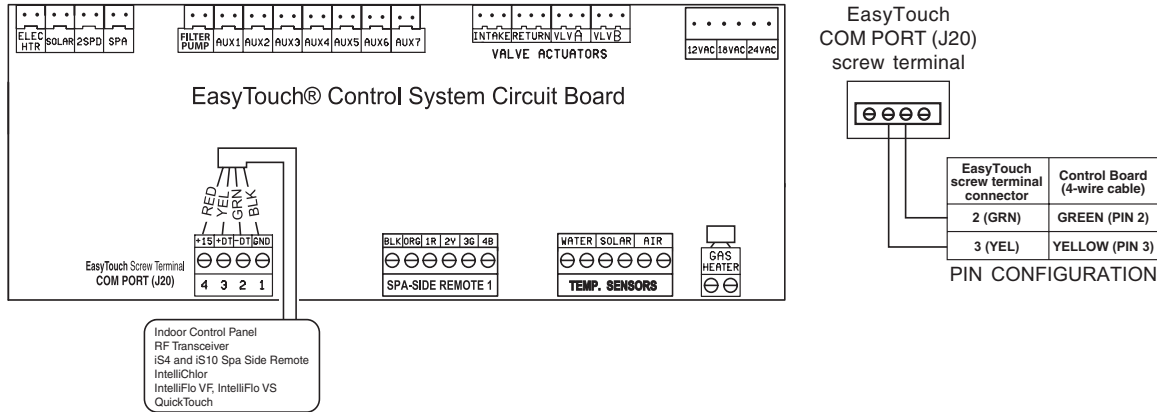 ELEC HTR SOLAR 2SPD SPA
FILTER PUMP AUX1 AUX2 AUX3 AUX4 AUX5 AUX6 AUX7
INTAKE RETURN VLVA VLVB
VALVE ACTUATORS
12VAC 18VAC 24VAC
EasyTouch® Control System Circuit Board
RED YEL GRN BLK
+15 +DT -DT GND
EasyTouch Screw Terminal
COM PORT (J20)
4 3 2 1
BLK ORG 1R 2Y 3G 4B
SPA-SIDE REMOTE 1
WATER SOLAR AIR
TEMP. SENSORS
GAS
HEATER
Indoor Control Panel
RF Transceiver
iS4 and iS10 Spa Side Remote
IntelliChlor
IntelliFlo VF, IntelliFlo VS
QuickTouch
EasyTouch
COM PORT (J20)
screw terminal
EasyTouch
screw terminal
connector
Control Board
(4-wire cable)
2 (GRN) GREEN (PIN 2)
3 (YEL) YELLOW (PIN 3)
PIN CONFIGURATION